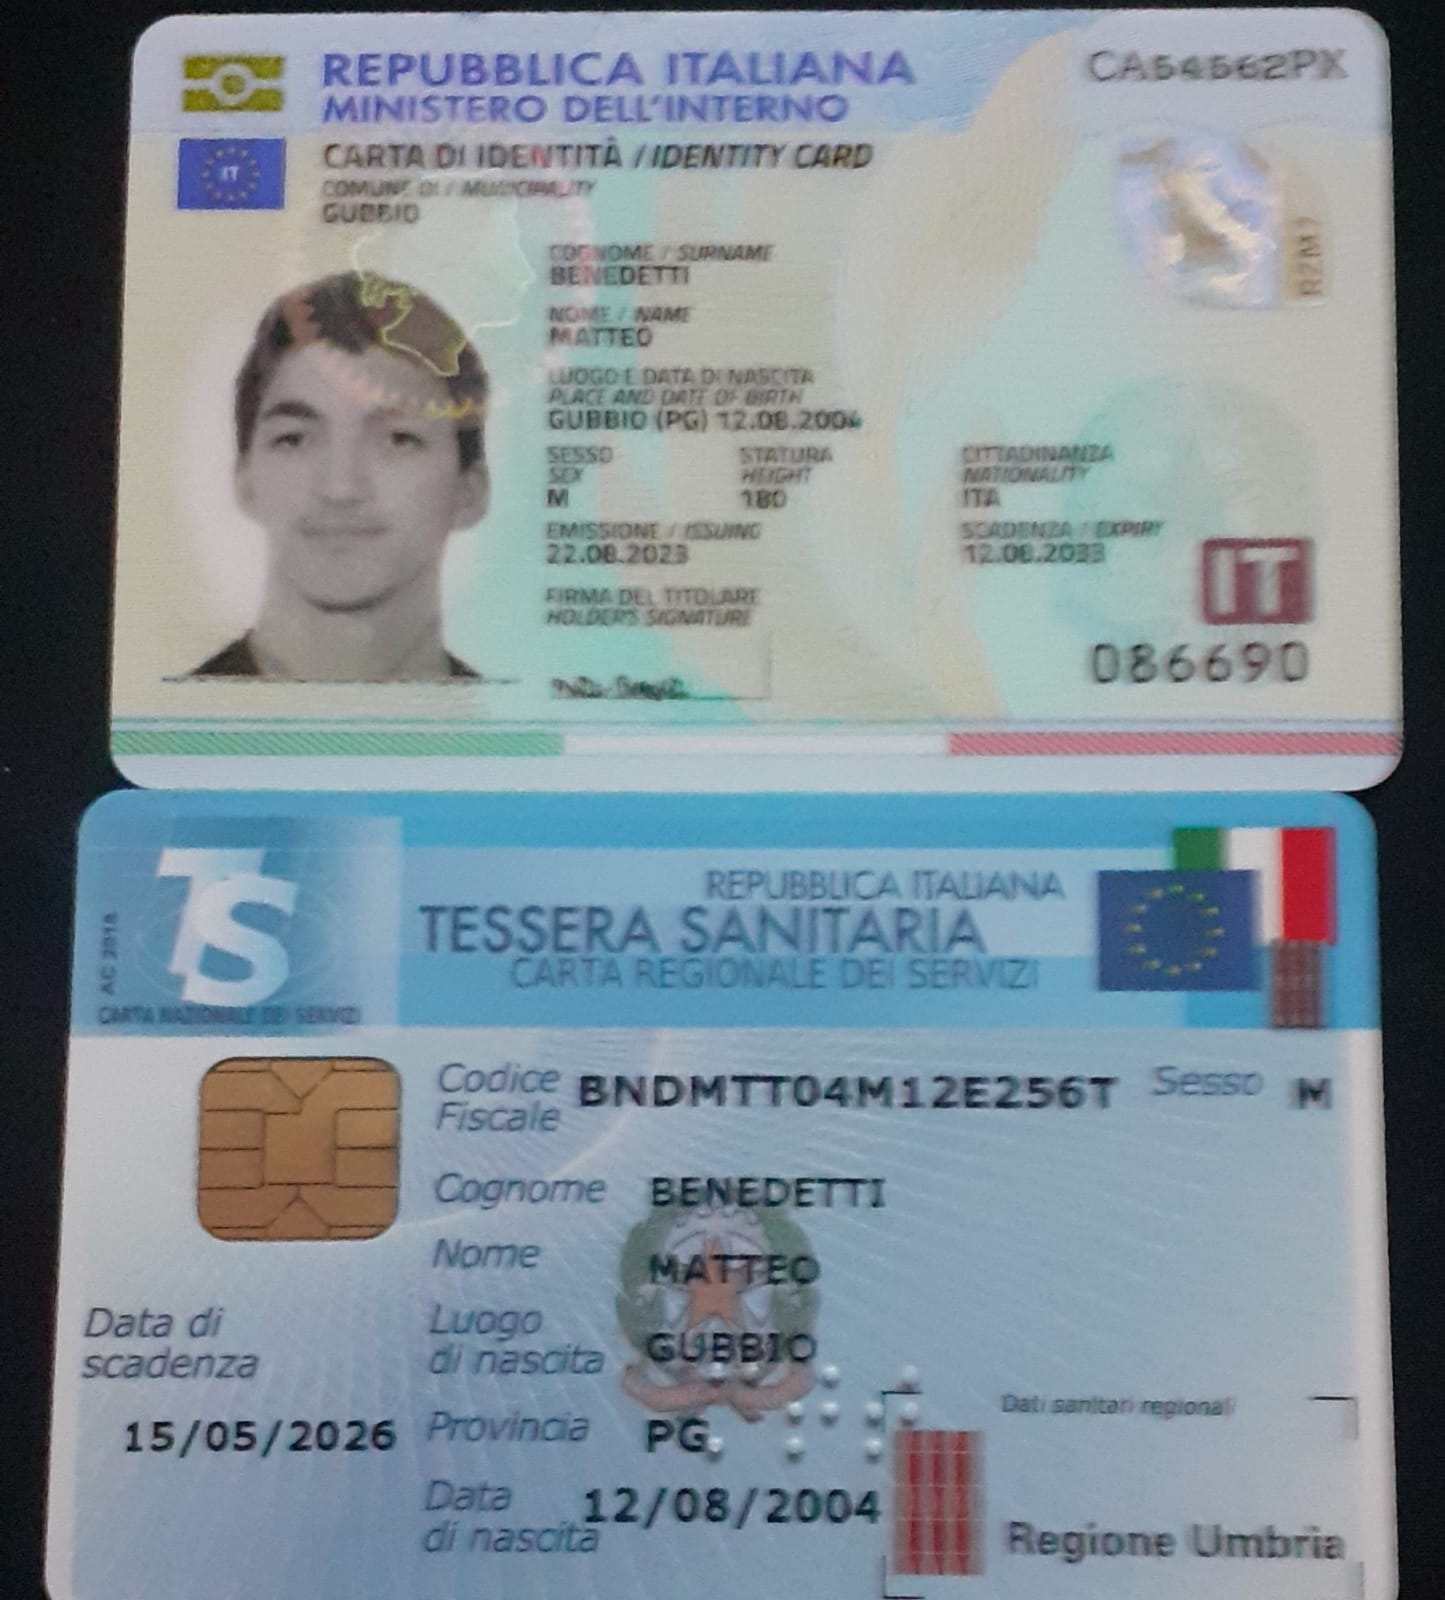 REPUBBLICA ITALIANA
CA54562PX
MINISTERO DELL'INTERNO
CARTA DI IDENTITÀ / IDENTITY CARD
COMUNE DI / MUNICIPALITY
GUBBIO
IT
COGNOME / SURNAME
BENEDETTI
NOME / NAME
MATTEO
LUOGO E DATA DI NASCITA
PLACE AND DATE OF BIRTH
GUBBIO (PG) 12.08.2004
SESSO STATURA CITTADINANZA
SEX HEIGHT NATIONALITY
M 180 ITA
EMISSIONE / ISSUING SCADENZA / EXPIRY
22.08.2023 12.08.2033
FIRMA DEL TITOLARE
HOLDER'S SIGNATURE
IT
086690
TS
AC 2018
CARTA NAZIONALE DEI SERVIZI
REPUBBLICA ITALIANA
TESSERA SANITARIA
CARTA REGIONALE DEI SERVIZI
Codice Fiscale BNDMTT04M12E256T Sesso M
Cognome BENEDETTI
Nome MATTEO
Luogo di nascita GUBBIO
Data di scadenza
15/05/2026
Provincia PG
Data di nascita 12/08/2004
Dati sanitari regionali
Regione Umbria